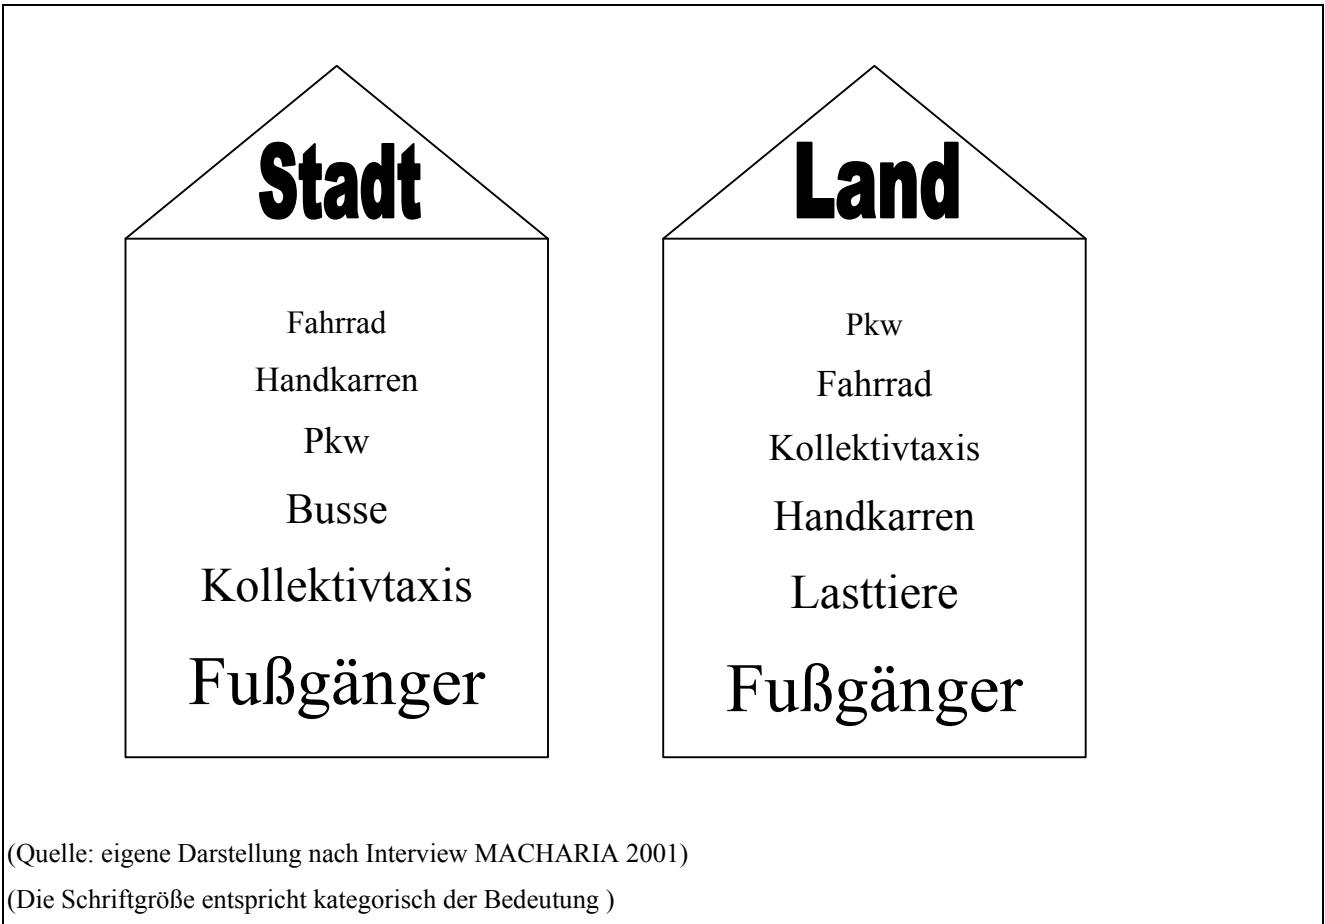 Stadt
Fahrrad
Handkarren
Pkw
Busse
Kollektivtaxis
Fußgänger
Land
Pkw
Fahrrad
Kollektivtaxis
Handkarren
Lasttiere
Fußgänger
(Quelle: eigene Darstellung nach Interview MACHARIA 2001)
(Die Schriftgröße entspricht kategorisch der Bedeutung )